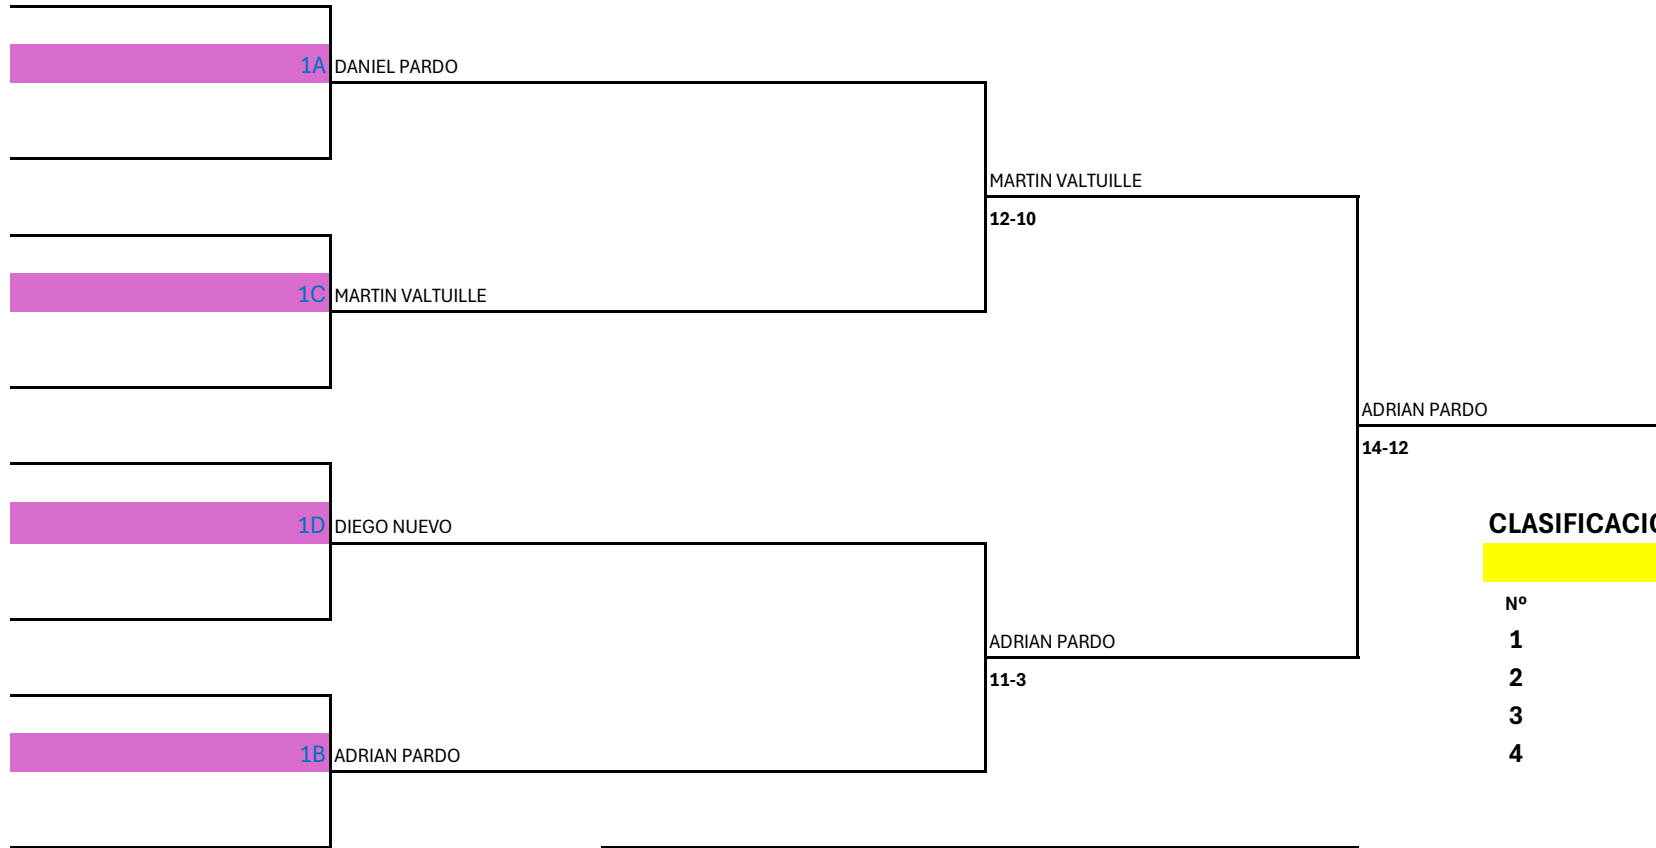 1A DANIEL PARDO
MARTIN VALTUILLE
12-10
1C MARTIN VALTUILLE
ADRIAN PARDO
14-12
1D DIEGO NUEVO
CLASIFICACI
Nº
1
ADRIAN PARDO
11-3
2
3
1B ADRIAN PARDO
4